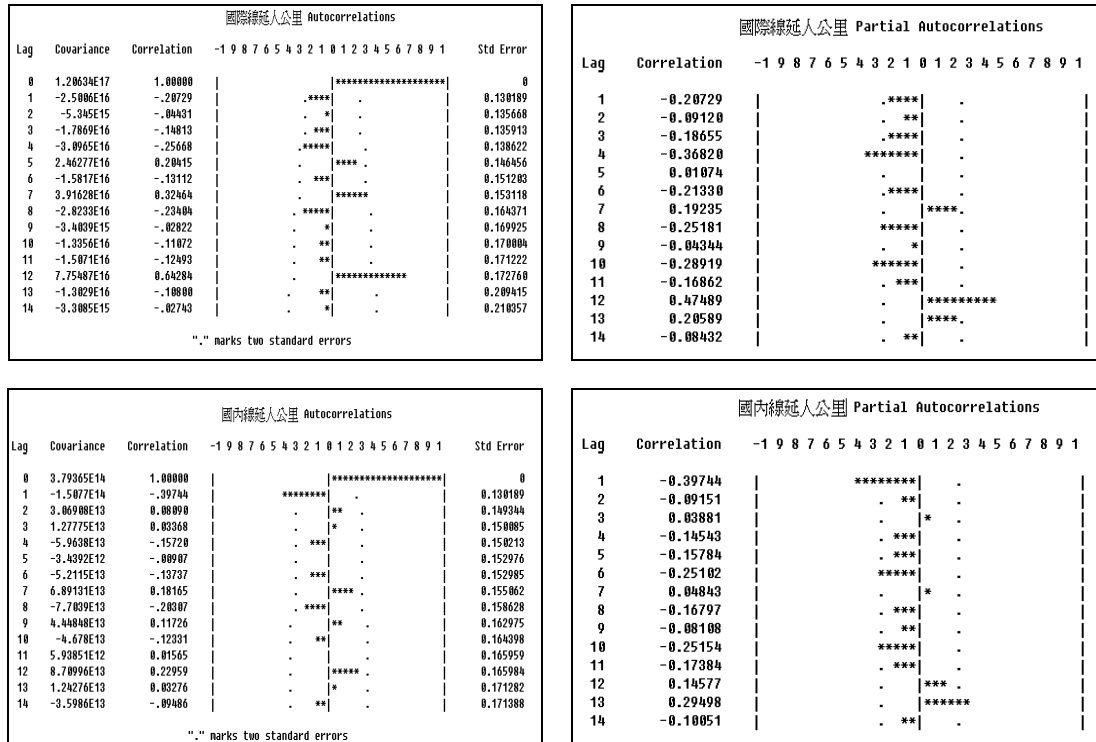 國際線延人公里 Autocorrelations
Lag Covariance Correlation -1 9 8 7 6 5 4 3 2 1 0 1 2 3 4 5 6 7 8 9 1 Std Error
0 1.20634E17 1.00000 | |********************| 0
1 -2.5006E16 -.20729 | .****| . | 0.130189
2 -5.345E15 -.04431 | . *| . | 0.135668
3 -1.7869E16 -.14813 | . ***| . | 0.135913
4 -3.0965E16 -.25668 | .*****| . | 0.138622
5 2.46277E16 0.20415 | . |**** . | 0.146456
6 -1.5817E16 -.13112 | . ***| . | 0.151203
7 3.91628E16 0.32464 | . |****** | 0.153118
8 -2.8233E16 -.23404 | . *****| . | 0.164371
9 -3.4039E15 -.02822 | . *| . | 0.169925
10 -1.3356E16 -.11072 | . **| . | 0.170004
11 -1.5071E16 -.12493 | . **| . | 0.171222
12 7.75487E16 0.64284 | . |************* | 0.172760
13 -1.3029E16 -.10800 | . **| . | 0.209415
14 -3.3085E15 -.02743 | . *| . | 0.210357
"." marks two standard errors
國際線延人公里 Partial Autocorrelations
Lag Correlation -1 9 8 7 6 5 4 3 2 1 0 1 2 3 4 5 6 7 8 9 1
1 -0.20729 | .****| . |
2 -0.09120 | . **| . |
3 -0.18655 | .****| . |
4 -0.36820 | *******| . |
5 0.01074 | . | . |
6 -0.21330 | .****| . |
7 0.19235 | . |****. |
8 -0.25181 | *****| . |
9 -0.04344 | . *| . |
10 -0.28919 | ******| . |
11 -0.16862 | . ***| . |
12 0.47489 | . |********* |
13 0.20589 | . |****. |
14 -0.08432 | . **| . |
國內線延人公里 Autocorrelations
Lag Covariance Correlation -1 9 8 7 6 5 4 3 2 1 0 1 2 3 4 5 6 7 8 9 1 Std Error
0 3.79365E14 1.00000 | |********************| 0
1 -1.5077E14 -.39744 | ********| . | 0.130189
2 3.06908E13 0.08090 | . |** . | 0.149344
3 1.27775E13 0.03368 | . |* . | 0.150085
4 -5.9638E13 -.15720 | . ***| . | 0.150213
5 -3.4392E12 -.00907 | . | . | 0.152976
6 -5.2115E13 -.13737 | . ***| . | 0.152985
7 6.89131E13 0.18165 | . |**** . | 0.155062
8 -7.7039E13 -.20307 | . ****| . | 0.158628
9 4.44848E13 0.11726 | . |** . | 0.162975
10 -4.678E13 -.12331 | . **| . | 0.164398
11 5.93851E12 0.01565 | . | . | 0.165959
12 8.70996E13 0.22959 | . |***** . | 0.165984
13 1.24276E13 0.03276 | . |* . | 0.171282
14 -3.5986E13 -.09486 | . **| . | 0.171388
"." marks two standard errors
國內線延人公里 Partial Autocorrelations
Lag Correlation -1 9 8 7 6 5 4 3 2 1 0 1 2 3 4 5 6 7 8 9 1
1 -0.39744 | ********| . |
2 -0.09151 | . **| . |
3 0.03881 | . |* . |
4 -0.14543 | . ***| . |
5 -0.15784 | . ***| . |
6 -0.25102 | *****| . |
7 0.04843 | . |* . |
8 -0.16797 | . ***| . |
9 -0.08108 | . **| . |
10 -0.25154 | *****| . |
11 -0.17384 | . ***| . |
12 0.14577 | . |*** . |
13 0.29498 | . |****** |
14 -0.10051 | . **| . |